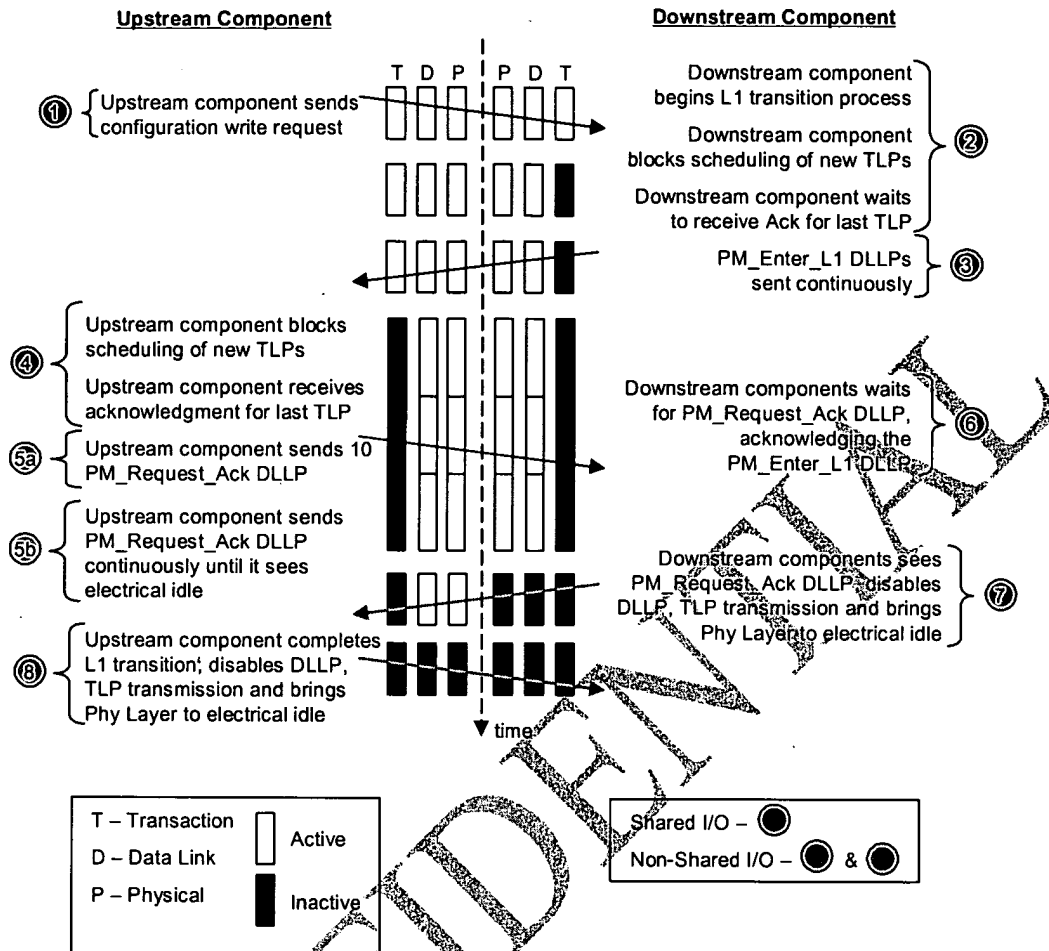 Upstream Component
Downstream Component
T D P P D T
1
Upstream component sends
configuration write request
Downstream component
begins L1 transition process
Downstream component
blocks scheduling of new TLPs
Downstream component waits
to receive Ack for last TLP
2
PM_Enter_L1 DLLPs
sent continuously
3
4
Upstream component blocks
scheduling of new TLPs
Upstream component receives
acknowledgment for last TLP
5a
Upstream component sends 10
PM_Request_Ack DLLP
Downstream components waits
for PM_Request_Ack DLLP,
acknowledging the
PM_Enter_L1 DLLP
6
5b
Upstream component sends
PM_Request_Ack DLLP
continuously until it sees
electrical idle
Downstream components sees
PM_Request_Ack DLLP, disables
DLLP, TLP transmission and brings
Phy Layer to electrical idle
7
8
Upstream component completes
L1 transition, disables DLLP,
TLP transmission and brings
Phy Layer to electrical idle
time
T – Transaction
D – Data Link
P – Physical
Active
Inactive
Shared I/O –
Non-Shared I/O – &